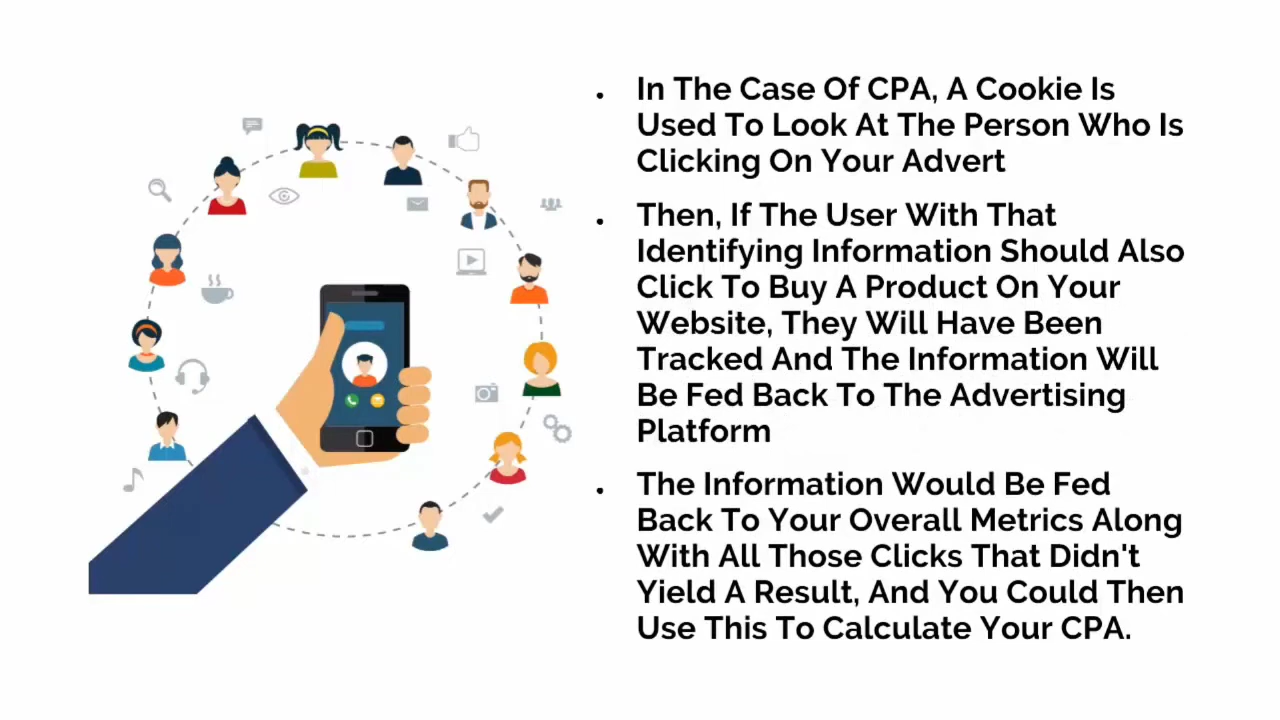 In The Case Of CPA, A Cookie Is
Used To Look At The Person Who Is
Clicking On Your Advert
Then, If The User With That
Identifying Information Should Also
Click To Buy A Product On Your
Website, They Will Have Been
Tracked And The Information Will
Be Fed Back To The Advertising
Platform
The Information Would Be Fed
Back To Your Overall Metrics Along
With All Those Clicks That Didn't
Yield A Result, And You Could Then
Use This To Calculate Your CPA.